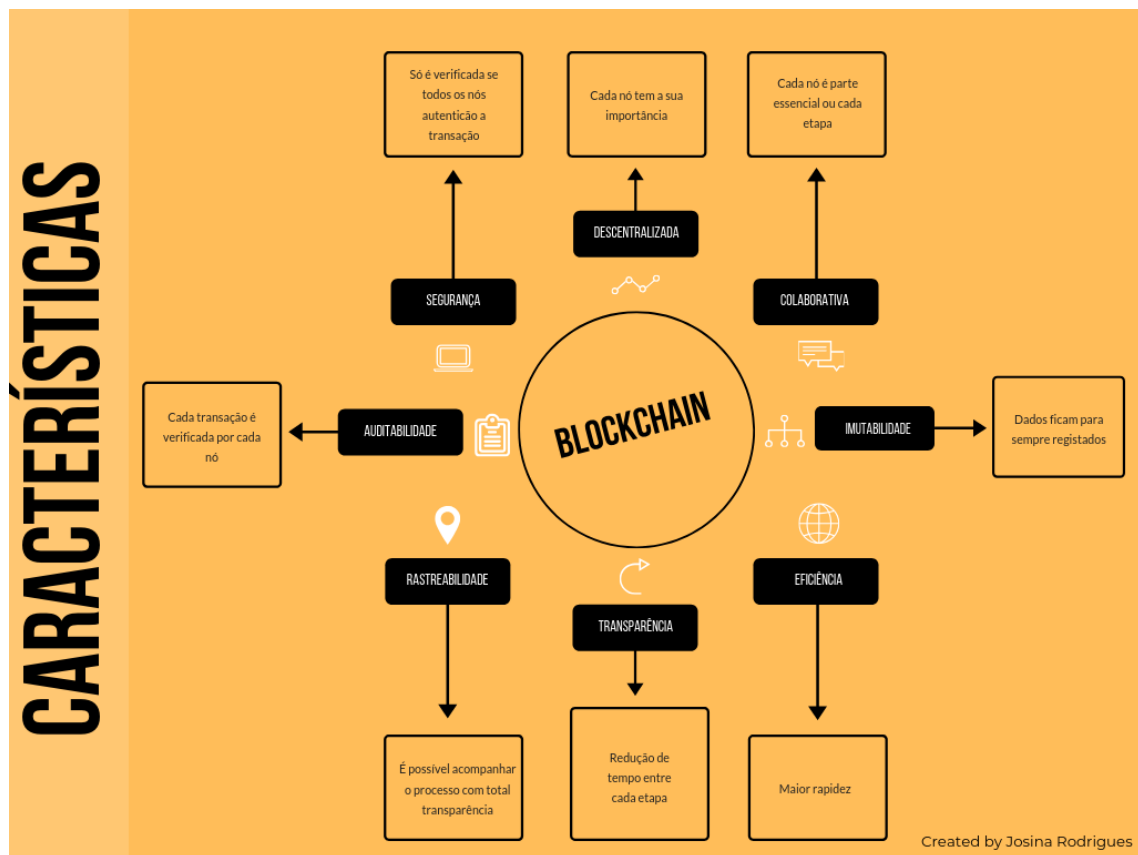 CARACTERÍSTICAS
Só é verificada se
todos os nós
autenticão a
transação
Cada nó tem a sua
importância
Cada nó é parte
essencial ou cada
etapa
DESCENTRALIZADA
SEGURANÇA
COLABORATIVA
BLOCKCHAIN
Cada transação é
verificada por cada
nó
AUDITABILIDADE
IMUTABILIDADE
Dados ficam para
sempre registados
RASTREABILIDADE
EFICIÊNCIA
TRANSPARÊNCIA
É possível acompanhar
o processo com total
transparência
Redução de
tempo entre
cada etapa
Maior rapidez
Created by Josina Rodrigues